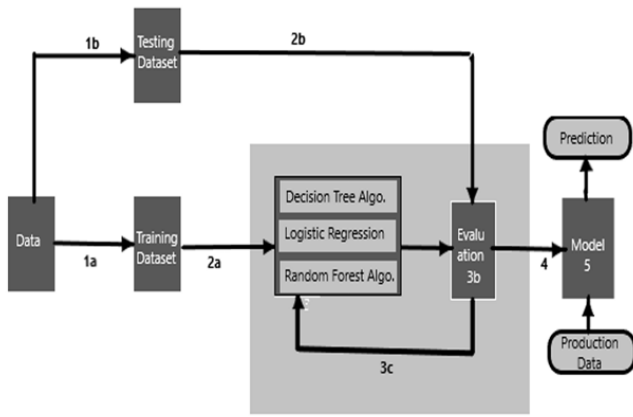 1b
Testing
Dataset
2b
Prediction
Decision Tree Algo.
Data
Training
Dataset
Logistic Regression
Evalu
ation
3b
Model
5
1a
2a
4
Random Forest Algo.
Production
Data
3c